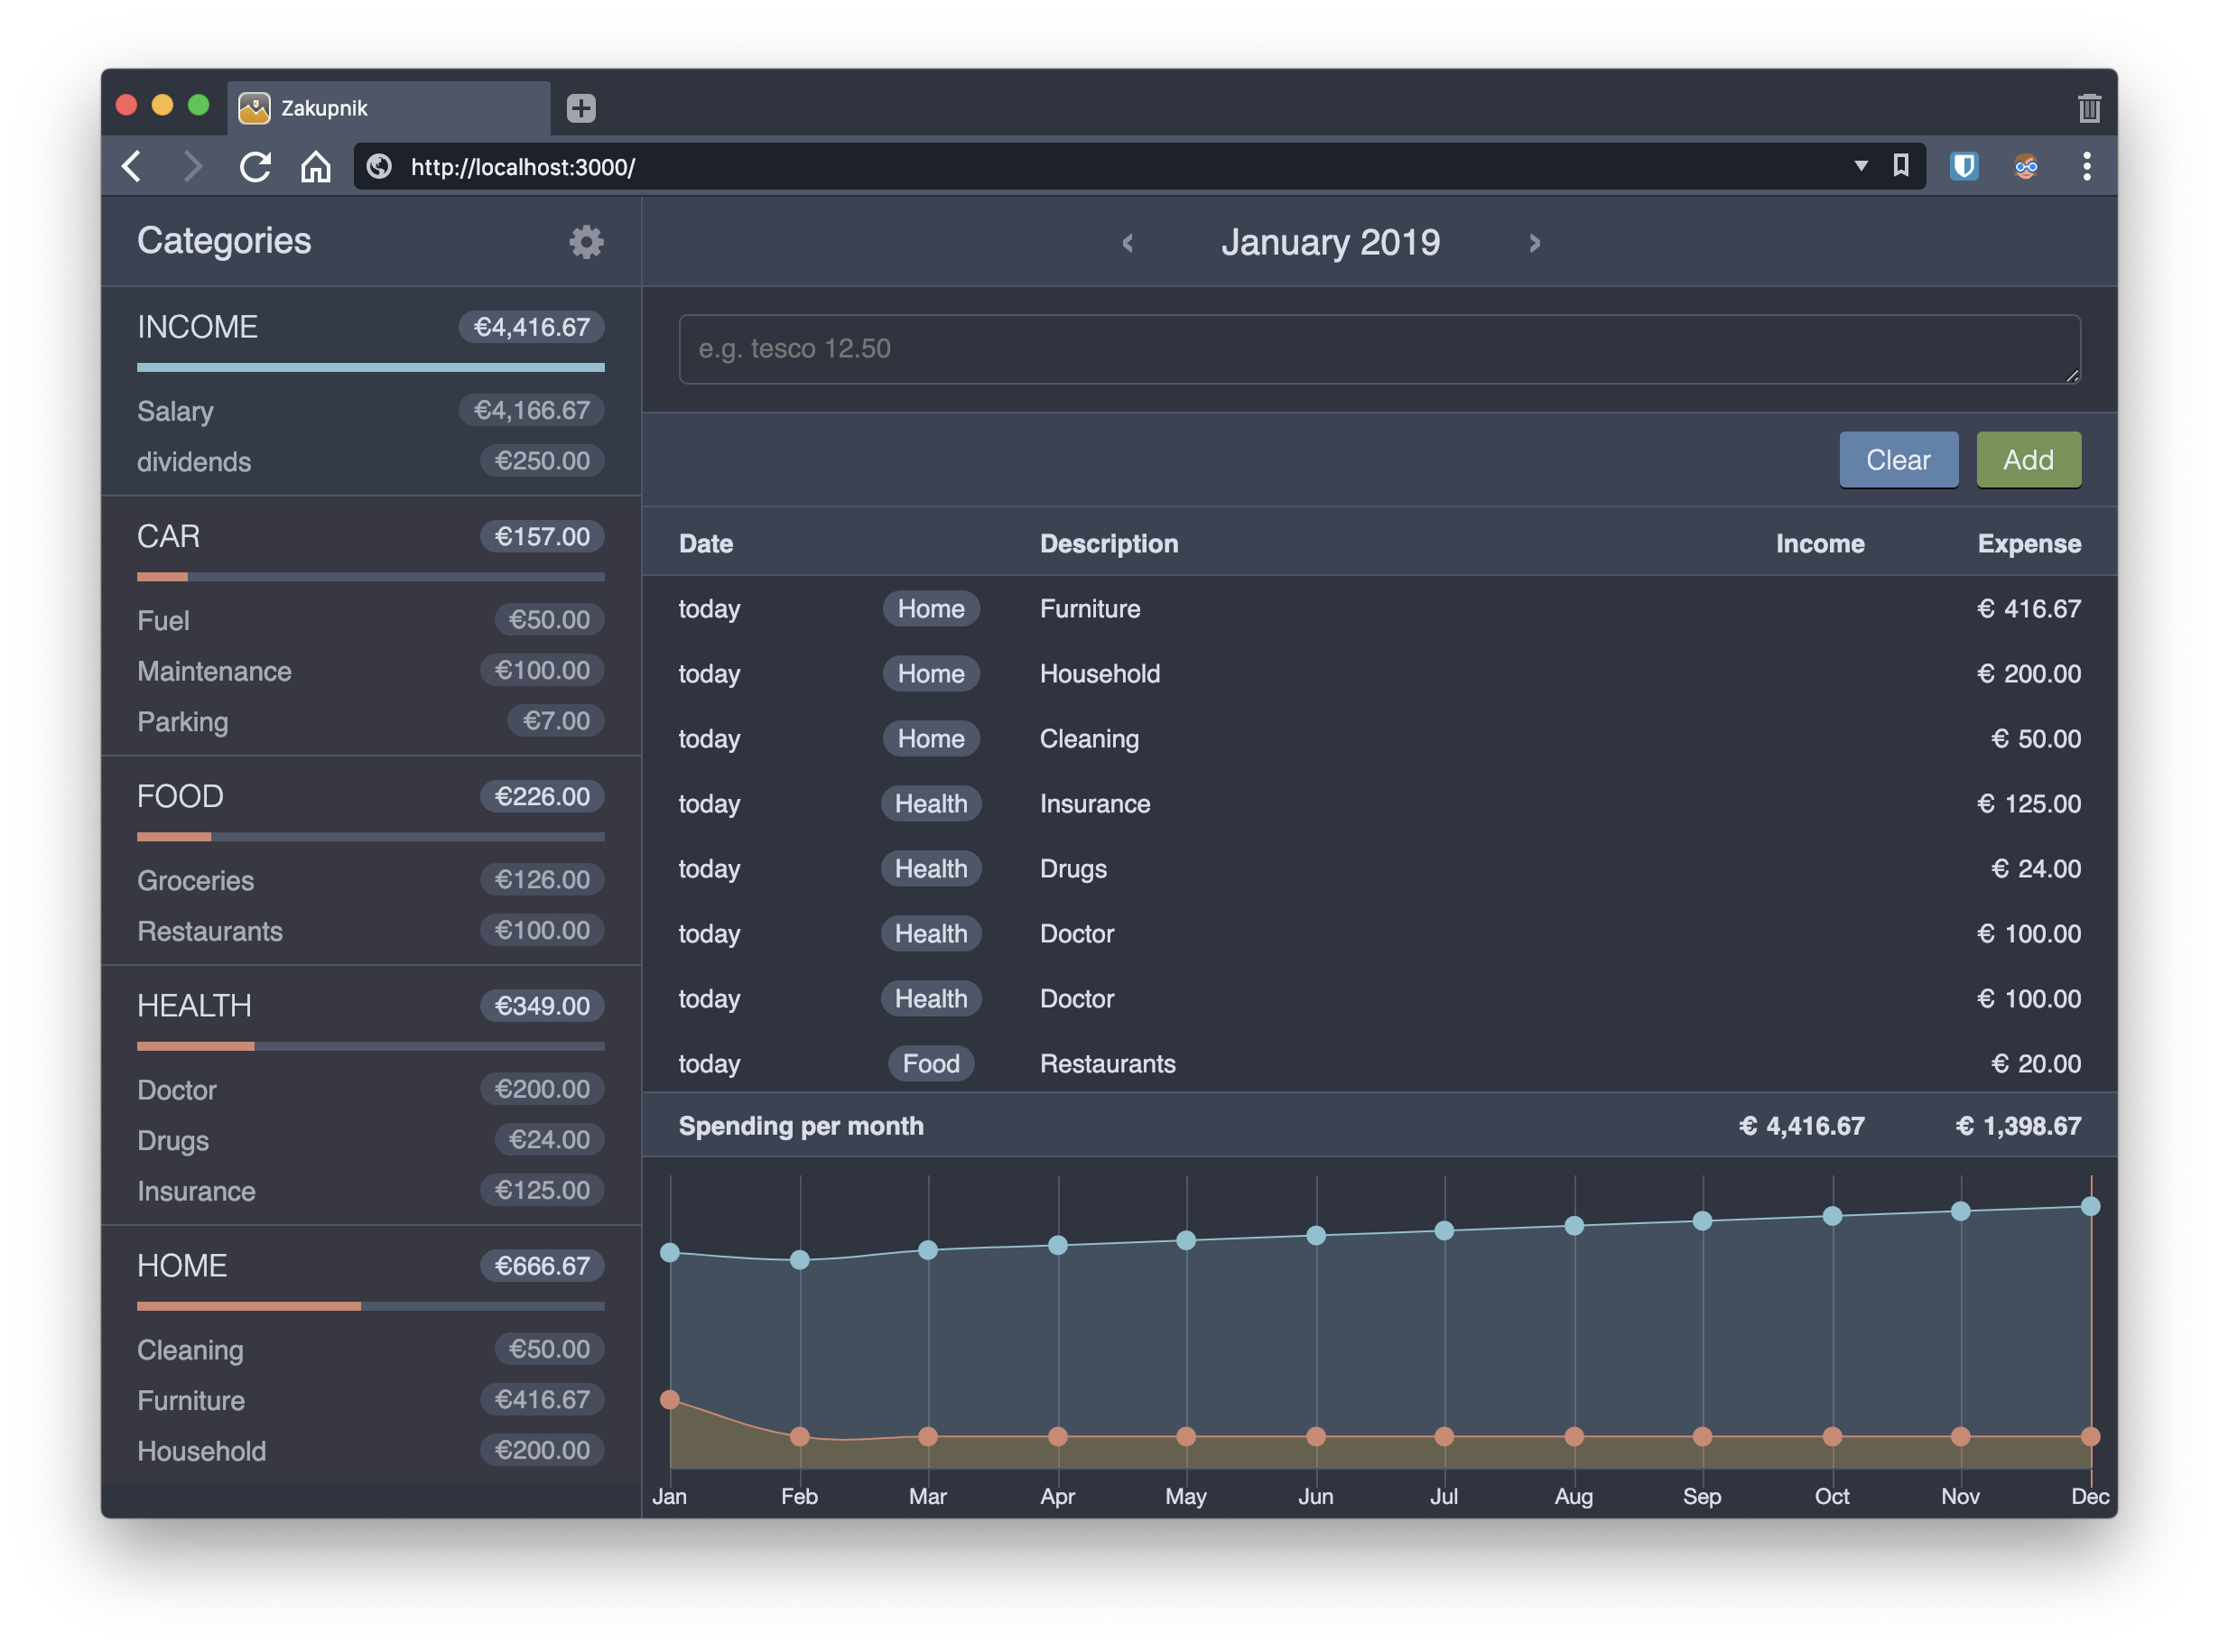 Zakupnik
http://localhost:3000/
Categories
INCOME €4,416.67
Salary €4,166.67
dividends €250.00
CAR €157.00
Fuel €50.00
Maintenance €100.00
Parking €7.00
FOOD €226.00
Groceries €126.00
Restaurants €100.00
HEALTH €349.00
Doctor €200.00
Drugs €24.00
Insurance €125.00
HOME €666.67
Cleaning €50.00
Furniture €416.67
Household €200.00
‹ January 2019 ›
e.g. tesco 12.50
Clear Add
Date Description Income Expense
today Home Furniture € 416.67
today Home Household € 200.00
today Home Cleaning € 50.00
today Health Insurance € 125.00
today Health Drugs € 24.00
today Health Doctor € 100.00
today Health Doctor € 100.00
today Food Restaurants € 20.00
Spending per month € 4,416.67 € 1,398.67
Jan Feb Mar Apr May Jun Jul Aug Sep Oct Nov Dec